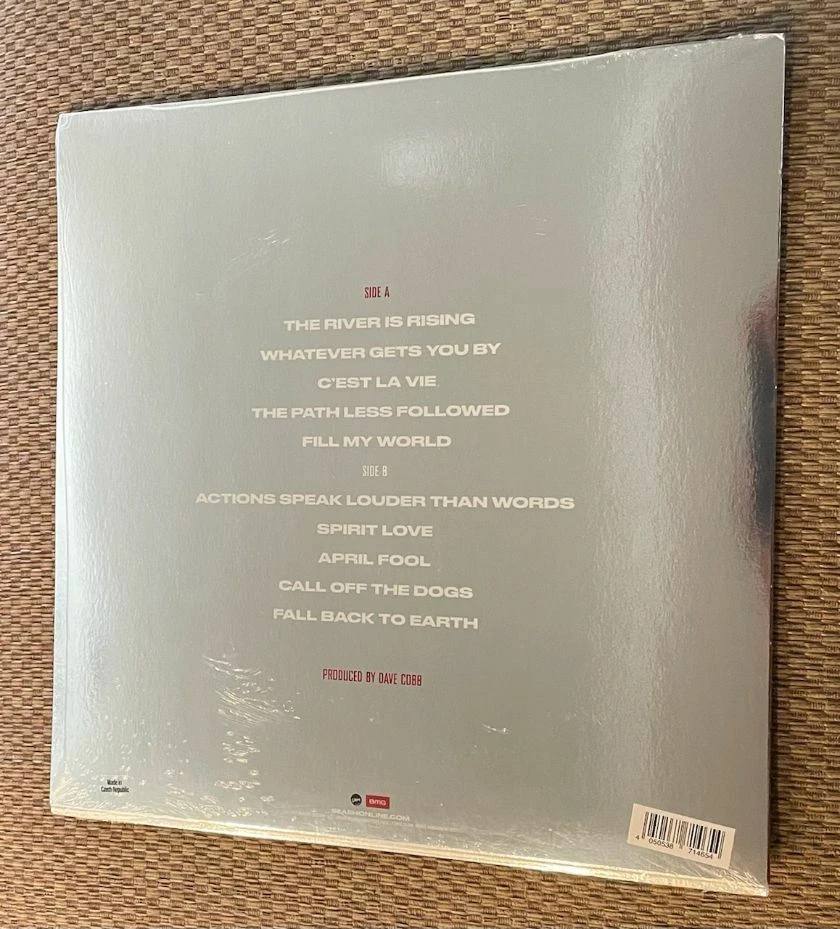 SIDE A
THE RIVER IS RISING
WHATEVER GETS YOU BY
C'EST LA VIE
THE PATH LESS FOLLOWED
FILL MY WORLD
SIDE B
ACTIONS SPEAK LOUDER THAN WORDS
SPIRIT LOVE
APRIL FOOL
CALL OFF THE DOGS
FALL BACK TO EARTH
PRODUCED BY DAVE COBB
Made in
Czech Republic
BMG
SLASHONLINE.COM
4 050538 714654